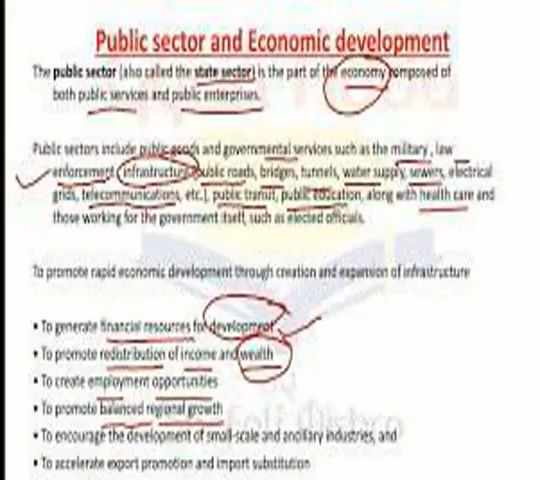 Public sector and Economic development
The public sector (also called the state sector) is the part of the economy composed of
both public services and public enterprises.
Public sectors include public goods and governmental services such as the military, law
enforcement, infrastructure (public roads, bridges, tunnels, water supply, sewers, electrical
grids, telecommunications, etc.), public transit, public education, along with health care and
those working for the government itself, such as elected officials.
To promote rapid economic development through creation and expansion of infrastructure
• To generate financial resources for development
• To promote redistribution of income and wealth
• To create employment opportunities
• To promote balanced regional growth
• To encourage the development of small-scale and ancillary industries, and
• To accelerate export promotion and import substitution